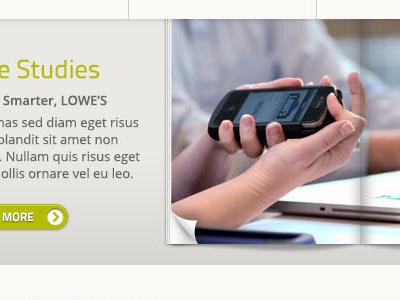 e Studies
Smarter, LOWE'S
nas sed diam eget risus
blandit sit amet non
. Nullam quis risus eget
ollis ornare vel eu leo.
MORE